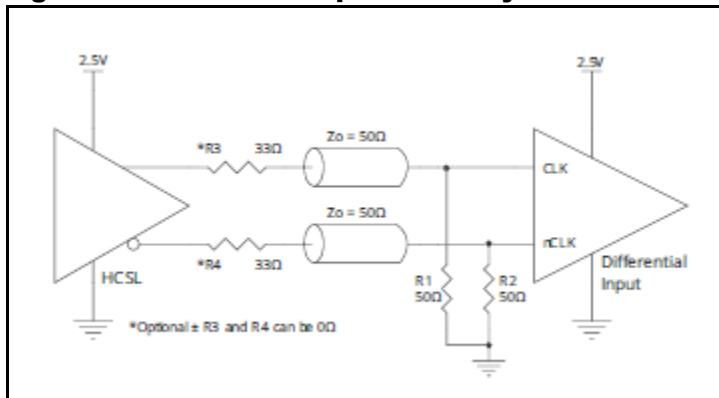 2.5V
2.5V
*R3 33Ω
Zo = 50Ω
CLK
Zo = 50Ω
nCLK
*R4 33Ω
HCSL
R1
50Ω
R2
50Ω
Differential
Input
*Optional ± R3 and R4 can be 0Ω